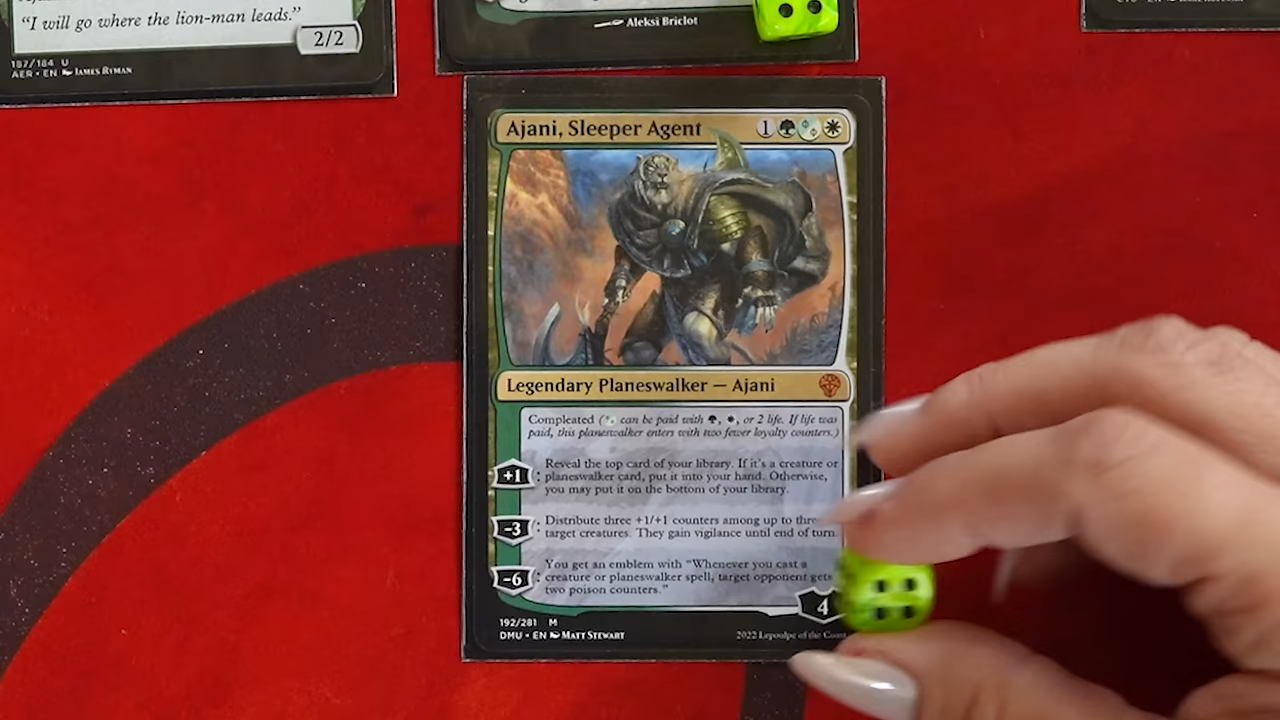 "I will go where the lion-man leads."
2/2
187/184 U
AER • EN James Ryman
Aleksi Briclot
Ajani, Sleeper Agent 1
Legendary Planeswalker — Ajani
Compleated ( can be paid with , , or 2 life. If life was
paid, this planeswalker enters with two fewer loyalty counters.)
+1: Reveal the top card of your library. If it's a creature or
planeswalker card, put it into your hand. Otherwise,
you may put it on the bottom of your library.
-3: Distribute three +1/+1 counters among up to thre
target creatures. They gain vigilance until end of turn.
-6: You get an emblem with "Whenever you cast a
creature or planeswalker spell, target opponent gets
two poison counters."
4
192/281 M
DMU • EN Matt Stewart
2022 of the